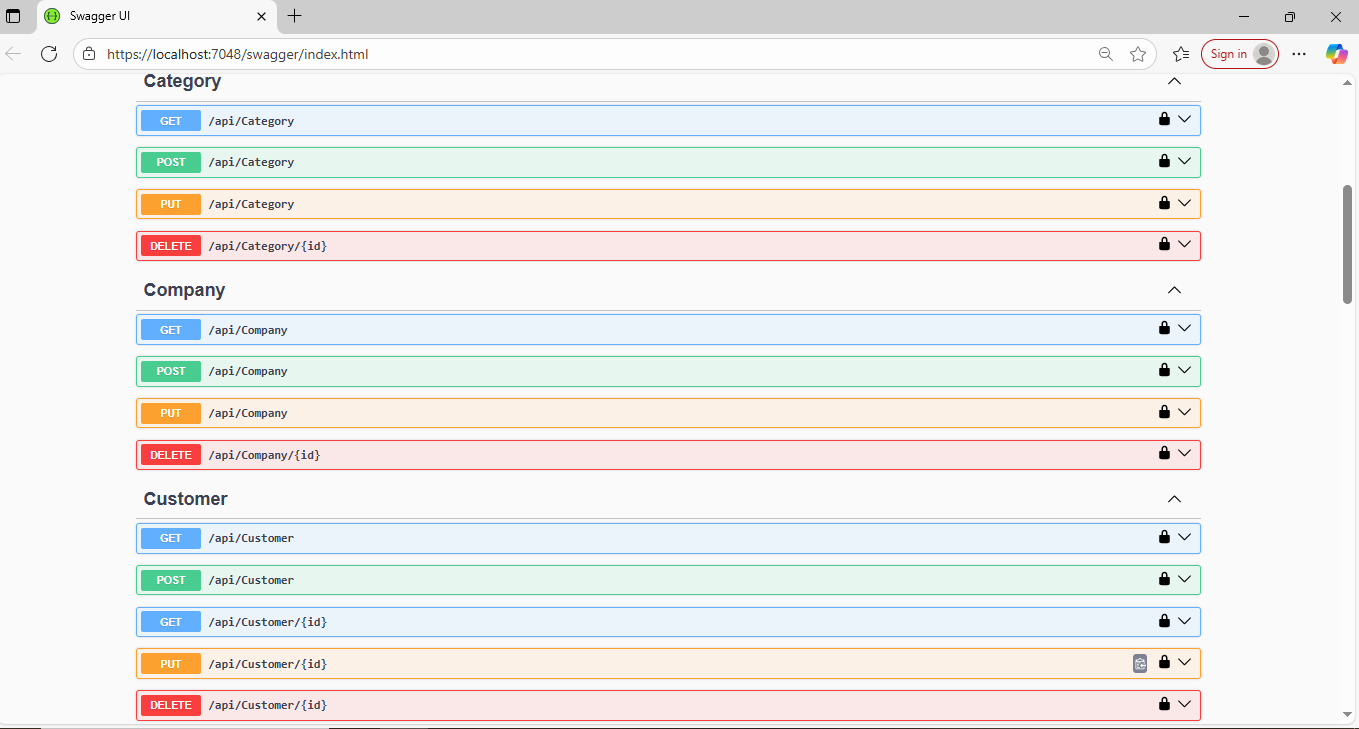 Swagger UI
https://localhost:7048/swagger/index.html
Sign in
Category
GET /api/Category
POST /api/Category
PUT /api/Category
DELETE /api/Category/{id}
Company
GET /api/Company
POST /api/Company
PUT /api/Company
DELETE /api/Company/{id}
Customer
GET /api/Customer
POST /api/Customer
GET /api/Customer/{id}
PUT /api/Customer/{id}
DELETE /api/Customer/{id}